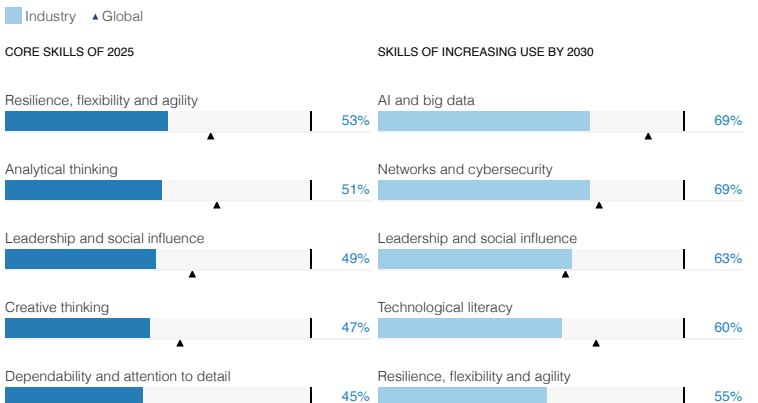 Industry ▲ Global
CORE SKILLS OF 2025
Resilience, flexibility and agility
53%
Analytical thinking
51%
Leadership and social influence
49%
Creative thinking
47%
Dependability and attention to detail
45%
SKILLS OF INCREASING USE BY 2030
AI and big data
69%
Networks and cybersecurity
69%
Leadership and social influence
63%
Technological literacy
60%
Resilience, flexibility and agility
55%